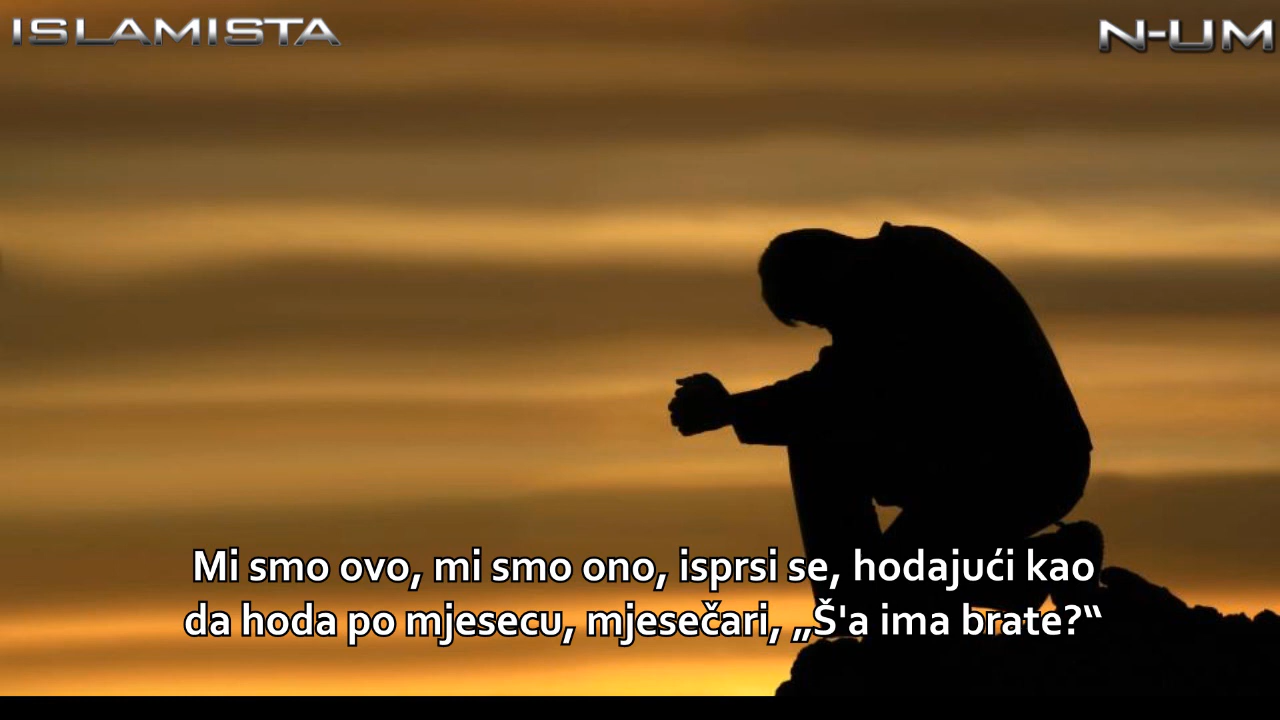 ISLAMISTA
N-UM
Mi smo ovo, mi smo ono, isprsi se, hodajući kao
da hoda po mjesecu, mjesečari, „Š'a ima brate?“